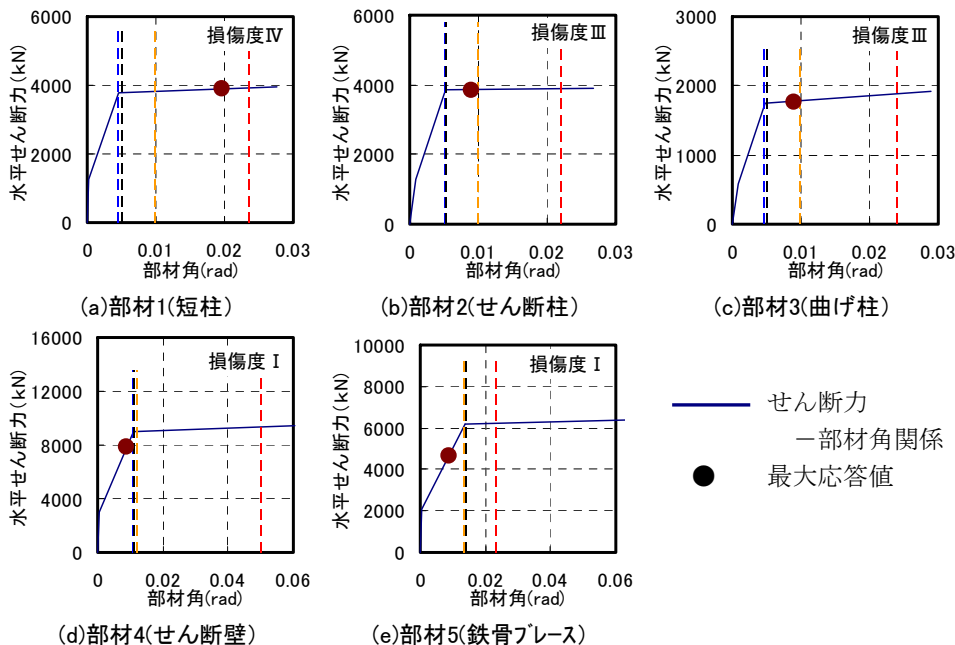 6000
4000
2000
0
水平せん断力(kN)
損傷度Ⅳ
0
0.01
0.02
0.03
部材角(rad)
(a)部材1(短柱)
6000
4000
2000
0
水平せん断力(kN)
損傷度Ⅲ
0
0.01
0.02
0.03
部材角(rad)
(b)部材2(せん断柱)
3000
2000
1000
0
水平せん断力(kN)
損傷度Ⅲ
0
0.01
0.02
0.03
部材角(rad)
(c)部材3(曲げ柱)
16000
12000
8000
4000
0
水平せん断力(kN)
損傷度Ⅰ
0
0.02
0.04
0.06
部材角(rad)
(d)部材4(せん断壁)
10000
8000
6000
4000
2000
0
水平せん断力(kN)
損傷度Ⅰ
0
0.02
0.04
0.06
部材角(rad)
(e)部材5(鉄骨ブレース)
せん断力
－部材角関係
最大応答値